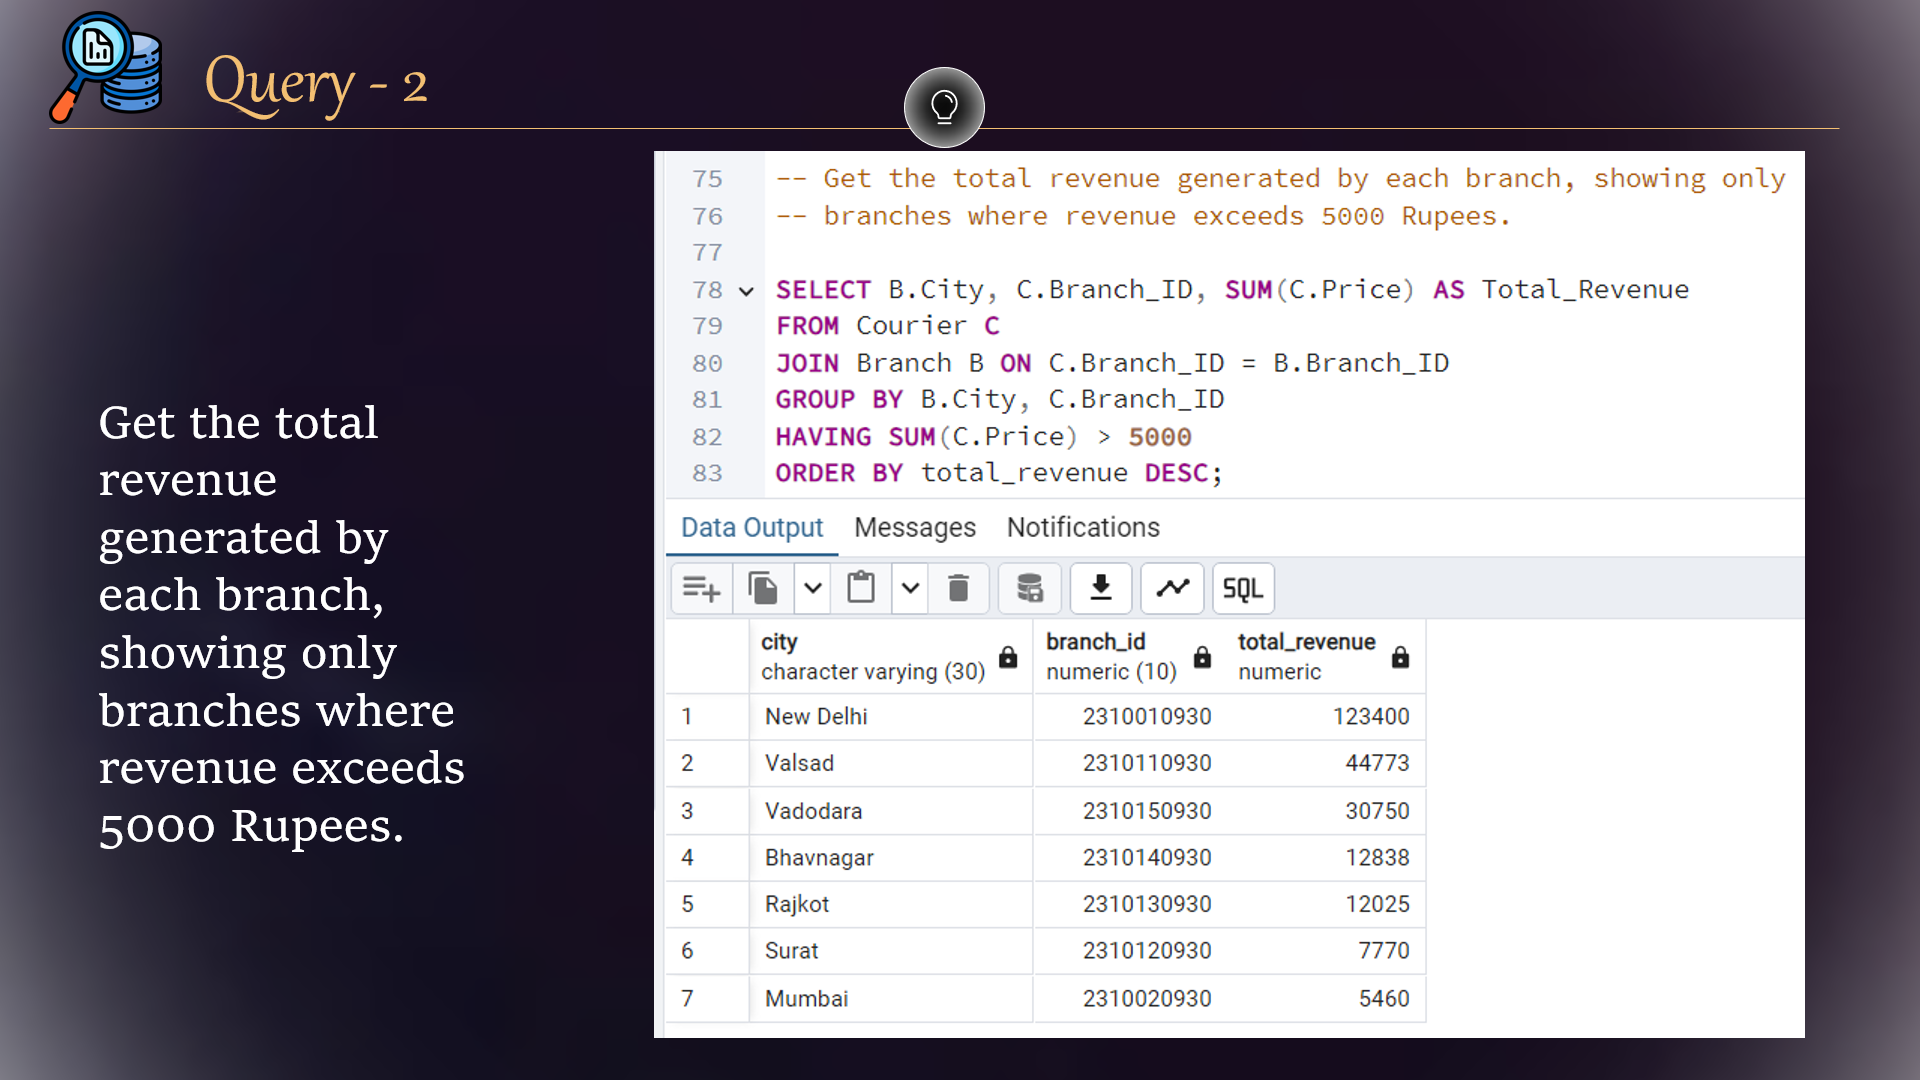 Query - 2
Get the total
revenue
generated by
each branch,
showing only
branches where
revenue exceeds
5000 Rupees.
75 -- Get the total revenue generated by each branch, showing only
76 -- branches where revenue exceeds 5000 Rupees.
77
78 SELECT B.City, C.Branch_ID, SUM(C.Price) AS Total_Revenue
79 FROM Courier C
80 JOIN Branch B ON C.Branch_ID = B.Branch_ID
81 GROUP BY B.City, C.Branch_ID
82 HAVING SUM(C.Price) > 5000
83 ORDER BY total_revenue DESC;
Data Output Messages Notifications
SQL
city branch_id total_revenue
character varying (30) numeric (10) numeric
1 New Delhi 2310010930 123400
2 Valsad 2310110930 44773
3 Vadodara 2310150930 30750
4 Bhavnagar 2310140930 12838
5 Rajkot 2310130930 12025
6 Surat 2310120930 7770
7 Mumbai 2310020930 5460